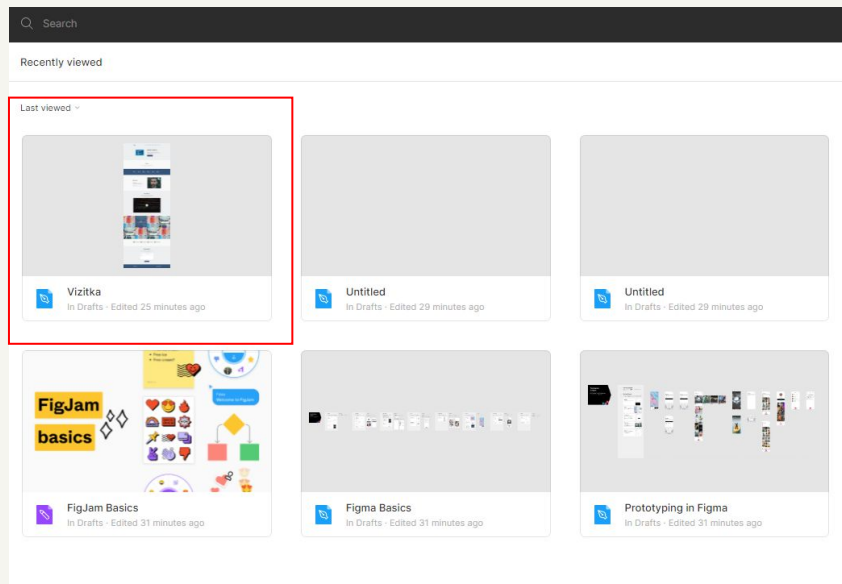 Search
Recently viewed
Last viewed
Vizitka
In Drafts · Edited 25 minutes ago
Untitled
In Drafts · Edited 29 minutes ago
Untitled
In Drafts · Edited 29 minutes ago
FigJam
basics
FigJam Basics
In Drafts · Edited 31 minutes ago
Figma Basics
In Drafts · Edited 31 minutes ago
Prototyping in Figma
In Drafts · Edited 31 minutes ago